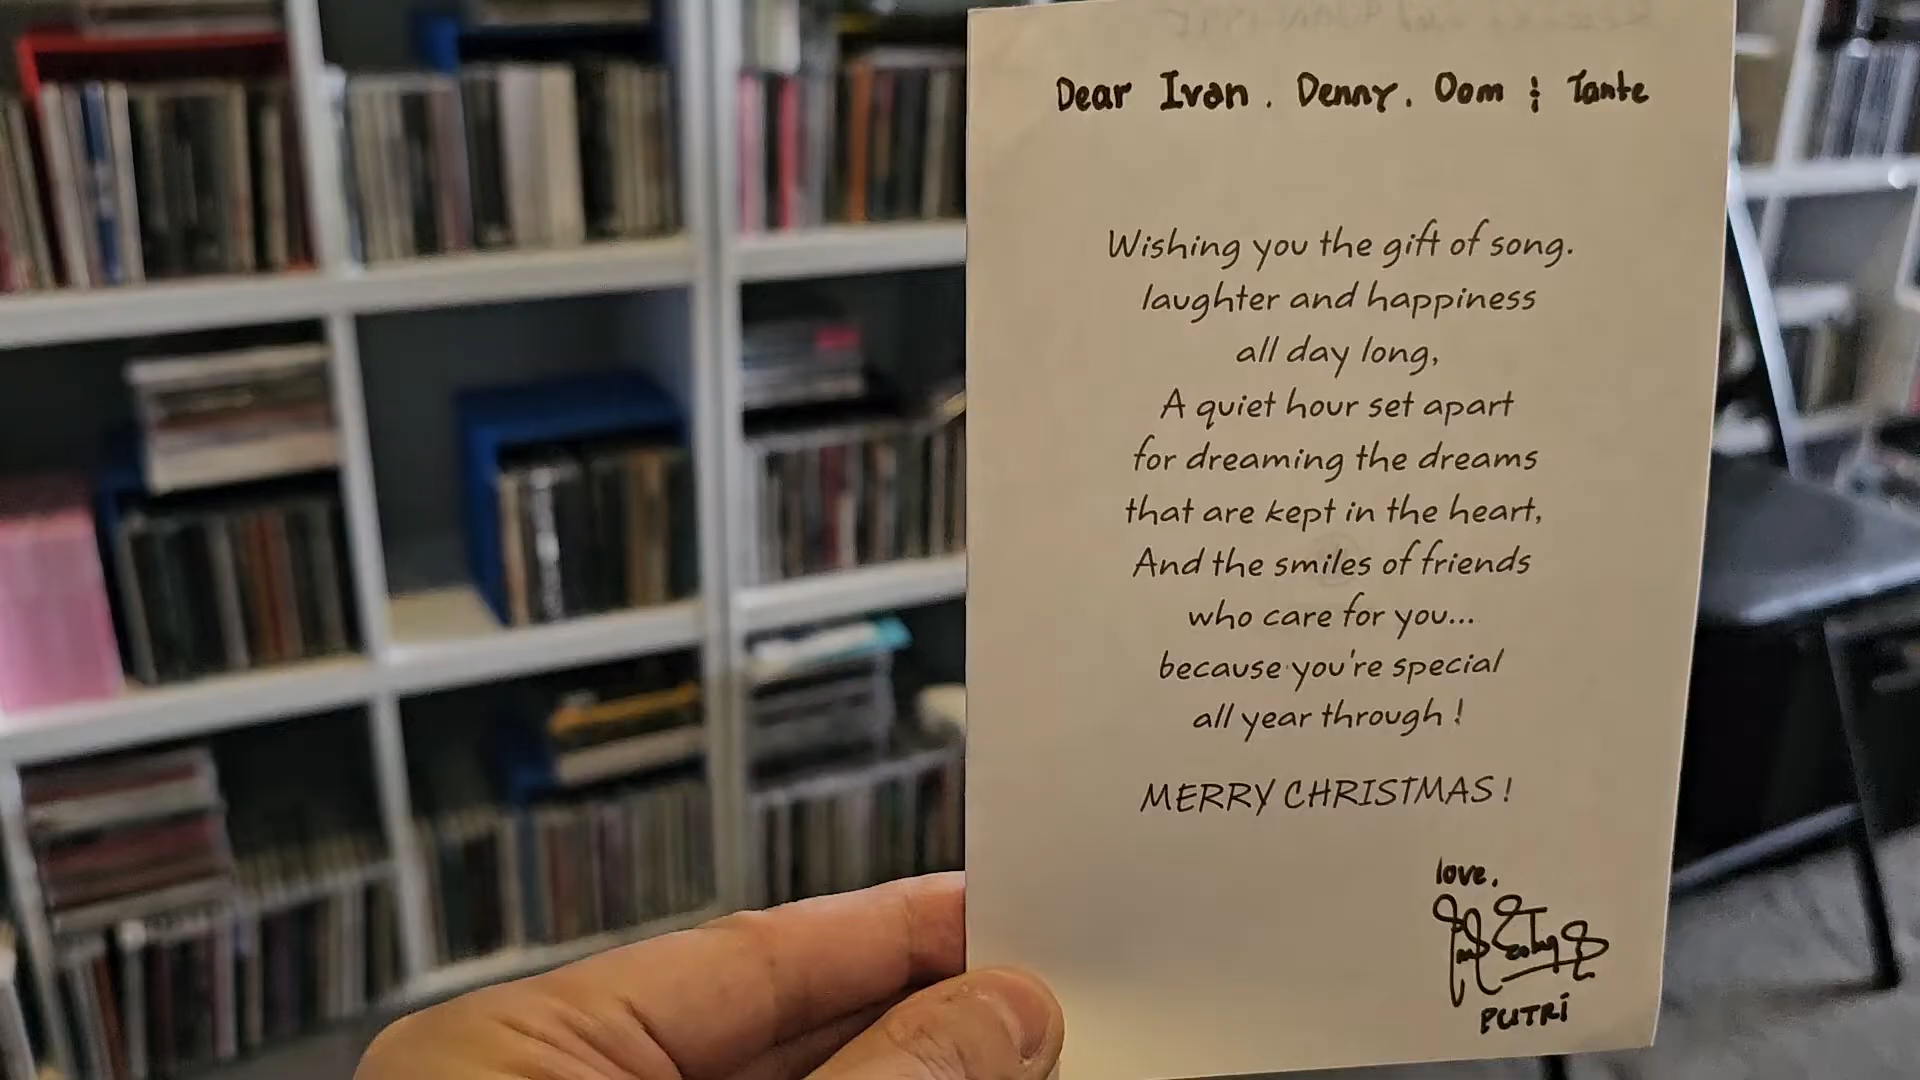 Dear Ivan. Denny. Oom & Tante
Wishing you the gift of song.
laughter and happiness
all day long,
A quiet hour set apart
for dreaming the dreams
that are kept in the heart,
And the smiles of friends
who care for you...
because you're special
all year through!
MERRY CHRISTMAS!
love.
PUTRi